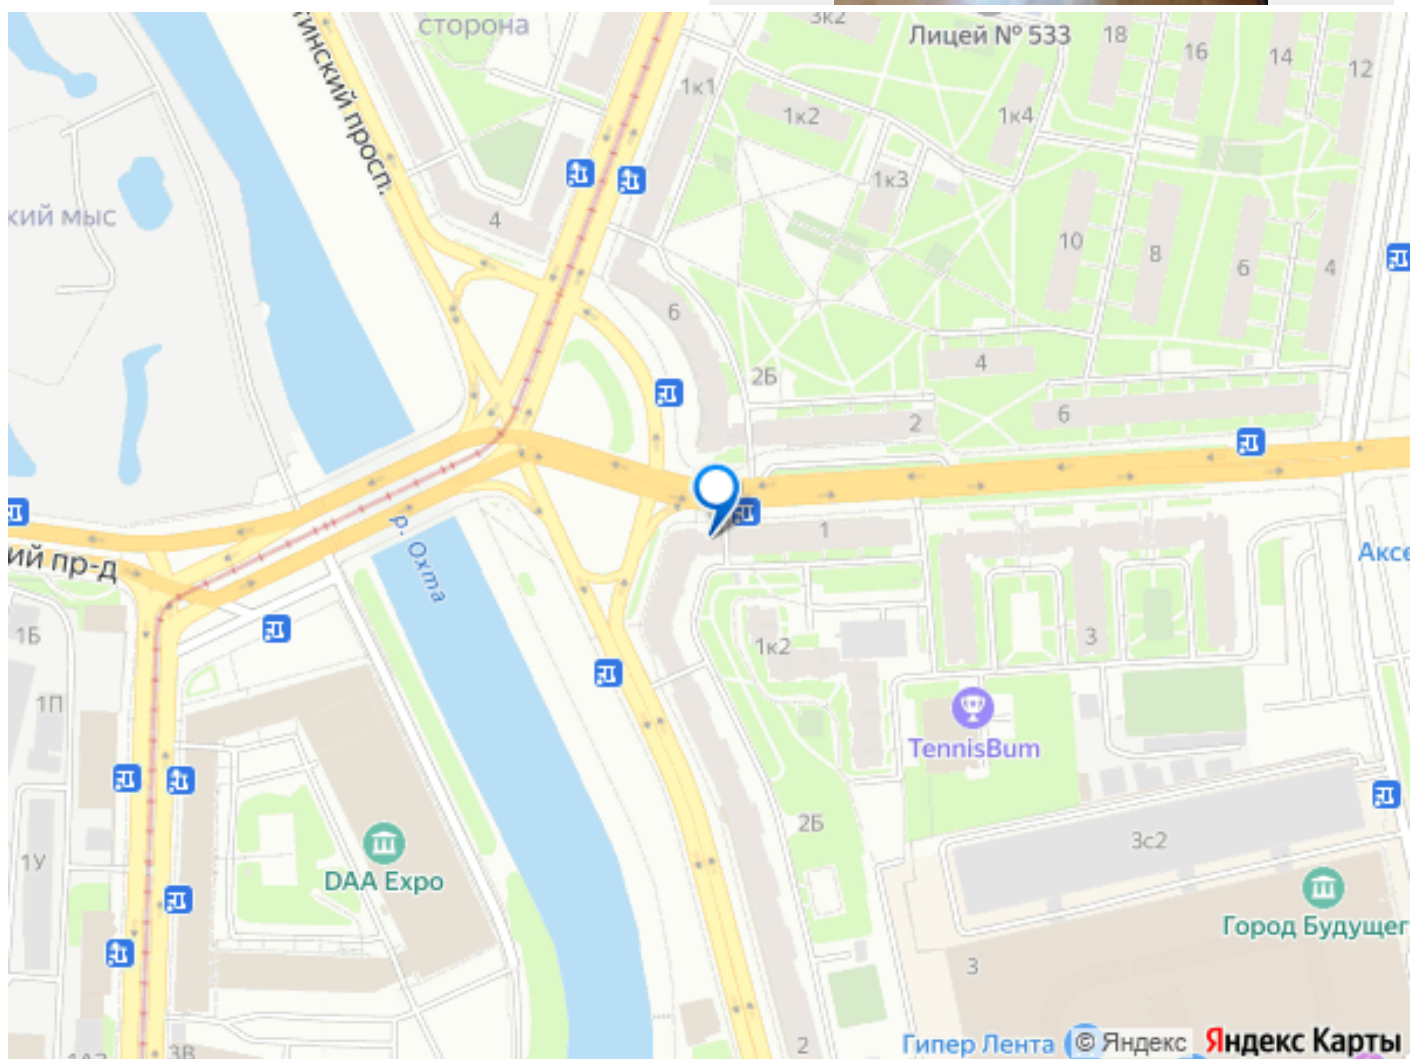 сторона
3к2
Лицей № 533
18
16
14
12
тинский просп.
1к1
1к2
1к4
1к3
кий мыс
4
10
8
6
4
6
4
2Б
6
2
р. Охта
ий пр-д
1
Аксе
1Б
1к2
3
1П
TennisBum
2Б
3с2
1У
DAA Expo
Город Будущег
3
3В
2
Гипер Лента
© Яндекс
Яндекс Карты